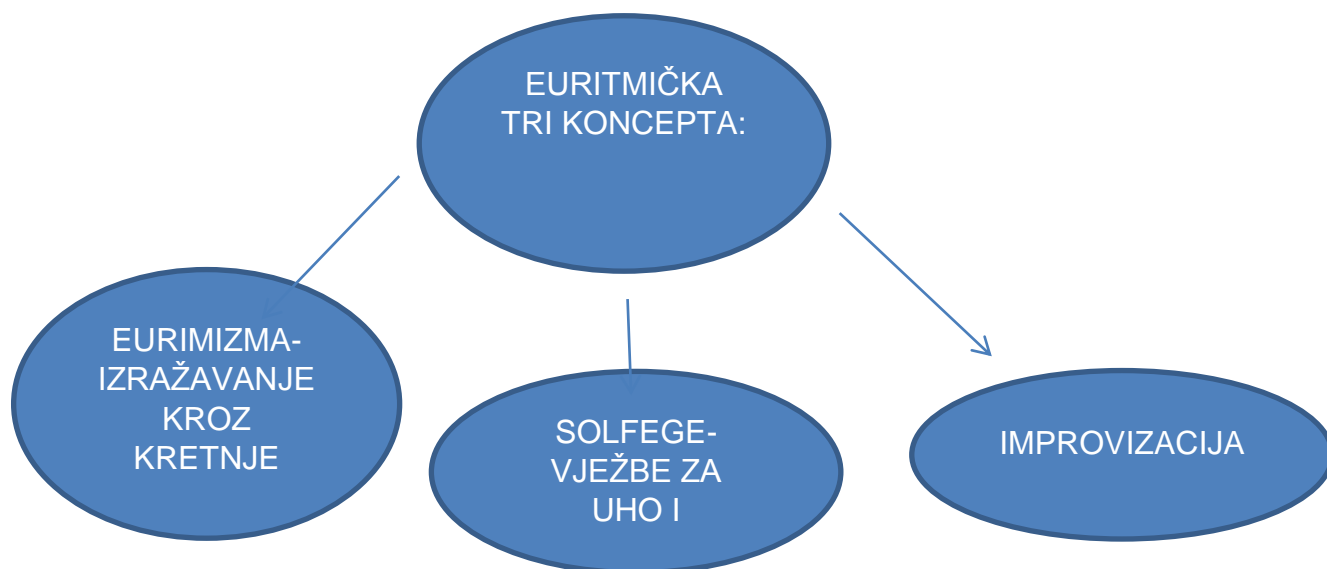 EURITMIČKA
TRI KONCEPTA:
EURIMIZMA-
IZRAŽAVANJE
KROZ
KRETNJE
SOLFEGE-
VJEŽBE ZA
UHO I
IMPROVIZACIJA